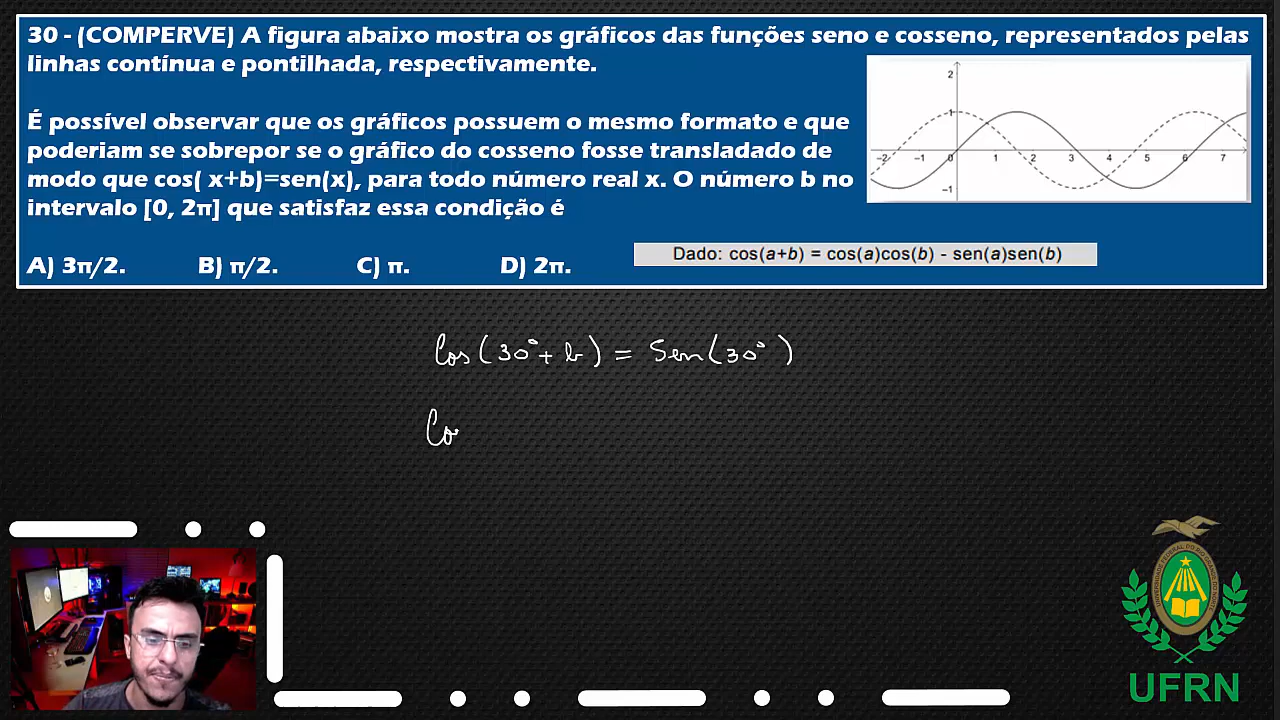 30 - (COMPERVE) A figura abaixo mostra os gráficos das funções seno e cosseno, representados pelas
linhas contínua e pontilhada, respectivamente.
É possível observar que os gráficos possuem o mesmo formato e que
poderiam se sobrepor se o gráfico do cosseno fosse transladado de
modo que cos( x+b)=sen(x), para todo número real x. O número b no
intervalo [0, 2π] que satisfaz essa condição é
A) 3π/2. B) π/2. C) π. D) 2π.
2
1
-2 -1 0 1 2 3 4 5 6 7
-1
Dado: cos(a+b) = cos(a)cos(b) - sen(a)sen(b)
Cos(30°+ b) = Sen(30°)
Co
UFRN